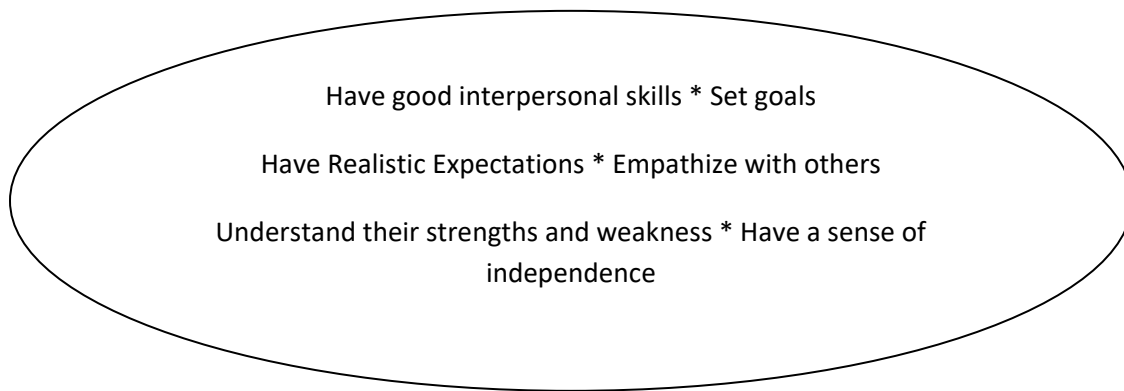 Have good interpersonal skills * Set goals
Have Realistic Expectations * Empathize with others
Understand their strengths and weakness * Have a sense of
independence